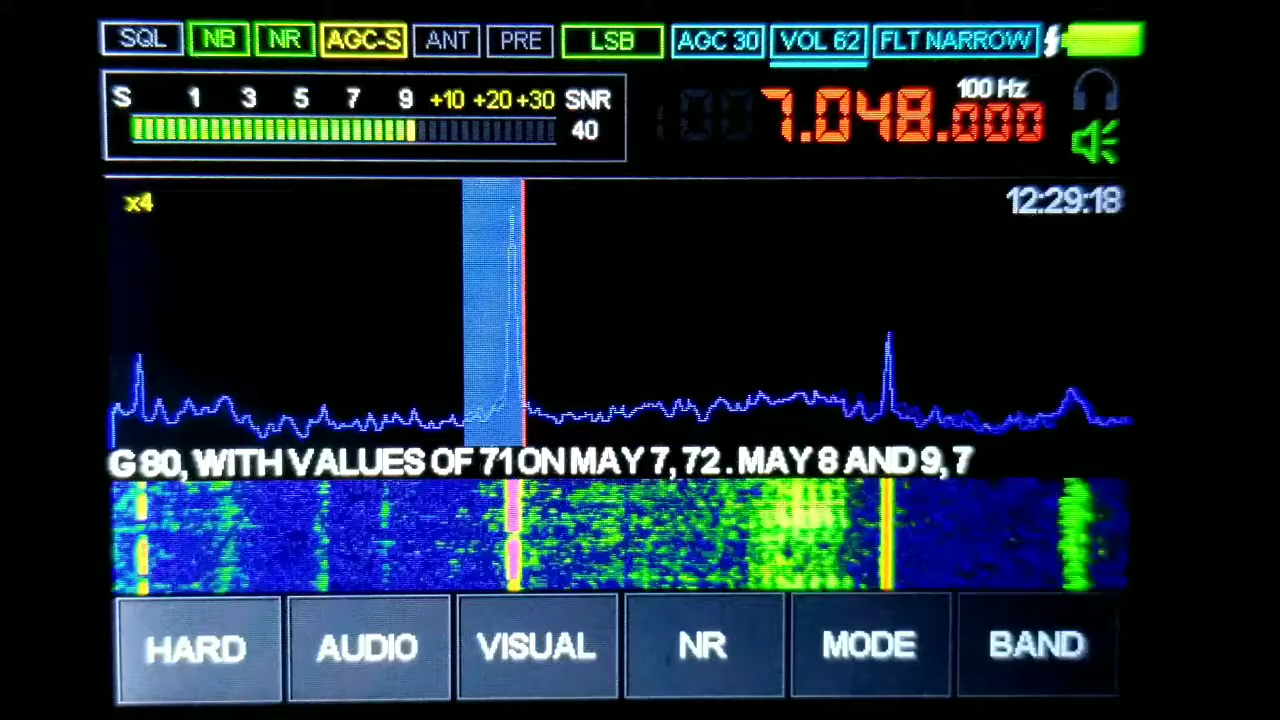 SQL NB NR AGC-S ANT PRE LSB AGC 30 VOL 62 FLT NARROW
S 1 3 5 7 9 +10 +20 +30 SNR
40
100 Hz
7.048.000
x4
12:29:18
G 80, WITH VALUES OF 71 ON MAY 7, 72 . MAY 8 AND 9, 7
HARD AUDIO VISUAL NR MODE BAND